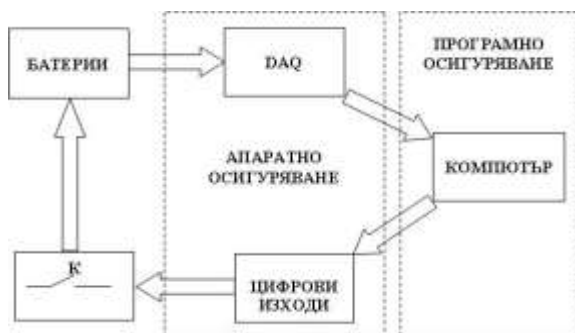 БАТЕРИИ
DAQ
ПРОГРАМНО
ОСИГУРЯВАНЕ
АПАРАТНО
ОСИГУРЯВАНЕ
КОМПЮТЪР
К
ЦИФРОВИ
ИЗХОДИ